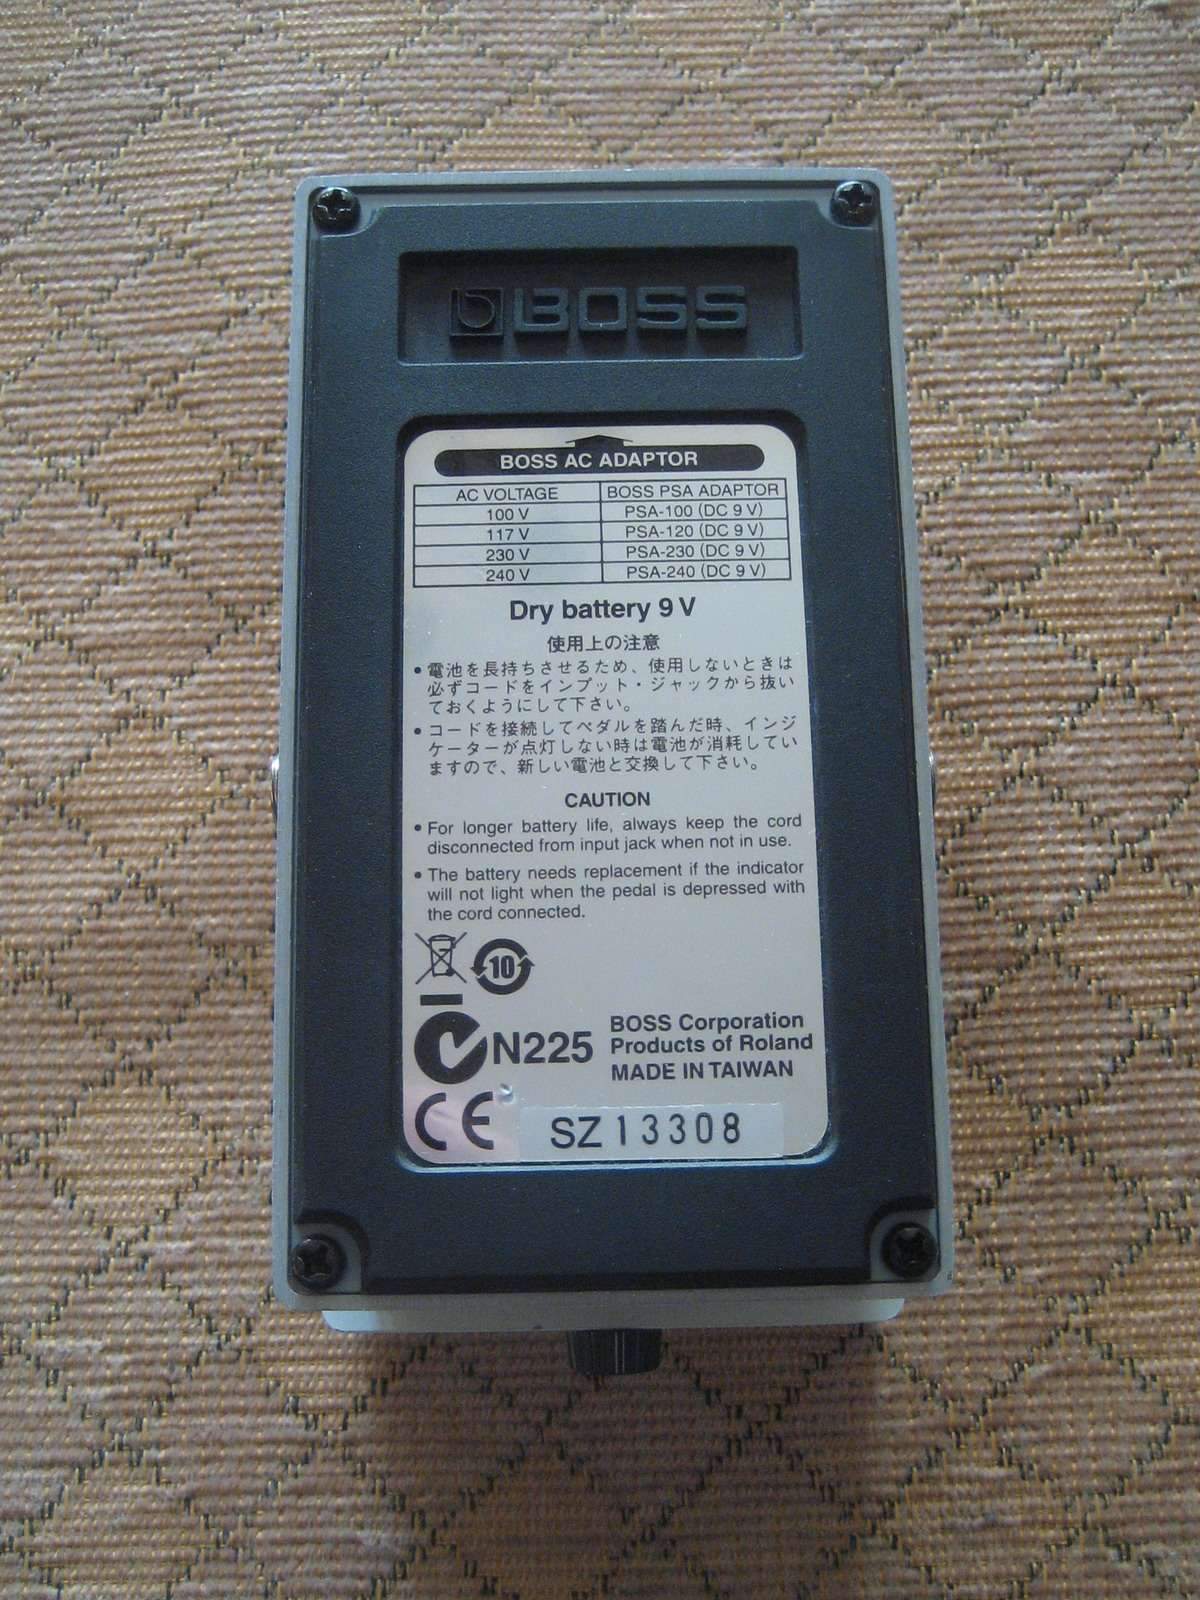 BOSS
BOSS AC ADAPTOR
AC VOLTAGE BOSS PSA ADAPTOR
100 V PSA-100 (DC 9 V)
117 V PSA-120 (DC 9 V)
230 V PSA-230 (DC 9 V)
240 V PSA-240 (DC 9 V)
Dry battery 9 V
使用上の注意
• 電池を長持ちさせるため、使用しないときは
必ずコードをインプット・ジャックから抜い
ておくようにして下さい。
• コードを接続してペダルを踏んだ時、インジ
ケーターが点灯しない時は電池が消耗してい
ますので、新しい電池と交換して下さい。
CAUTION
• For longer battery life, always keep the cord
disconnected from input jack when not in use.
• The battery needs replacement if the indicator
will not light when the pedal is depressed with
the cord connected.
10
N225
BOSS Corporation
Products of Roland
MADE IN TAIWAN
CE
SZ13308